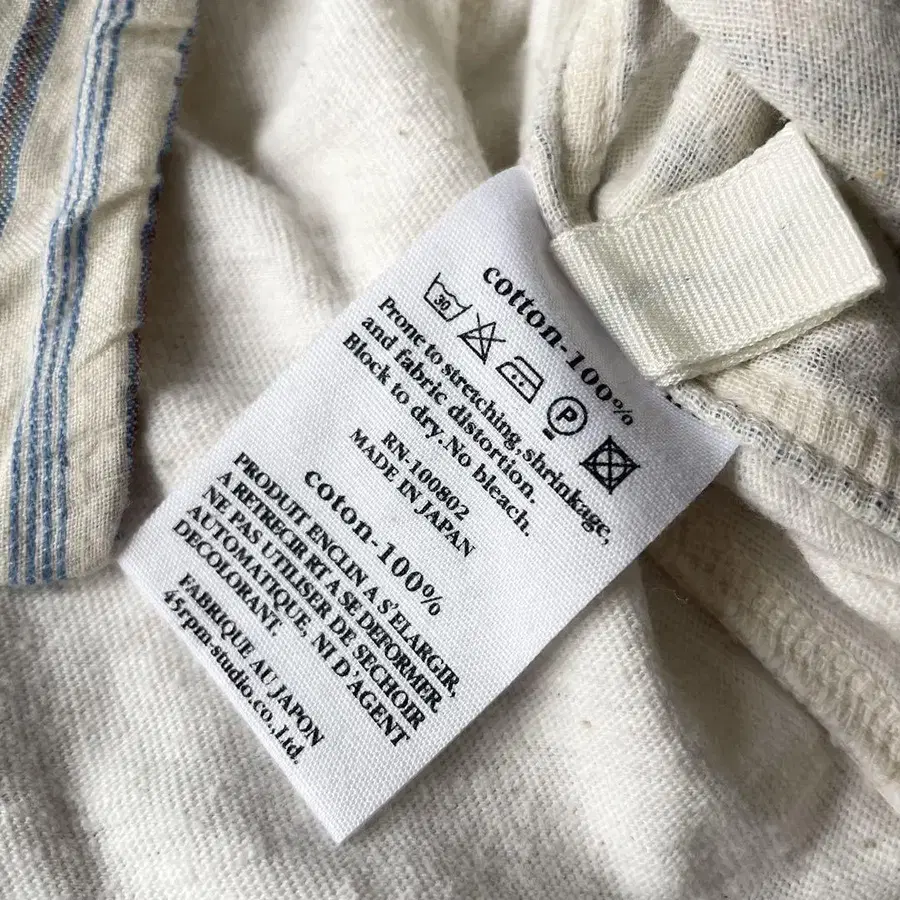 cotton-100%
30
P
Prone to stretching, shrinkage,
and fabric distortion.
Block to dry. No bleach.
RN-100802
MADE IN JAPAN
coton-100%
PRODUIT ENCLIN A S'ELARGIR,
A RETRECIR ET A SE DEFORMER.
NE PAS UTILISER DE SECHOIR
AUTOMATIQUE, NI D'AGENT
DECOLORANT.
FABRIQUE AU JAPON
45rpm-studio.co.,Ltd.